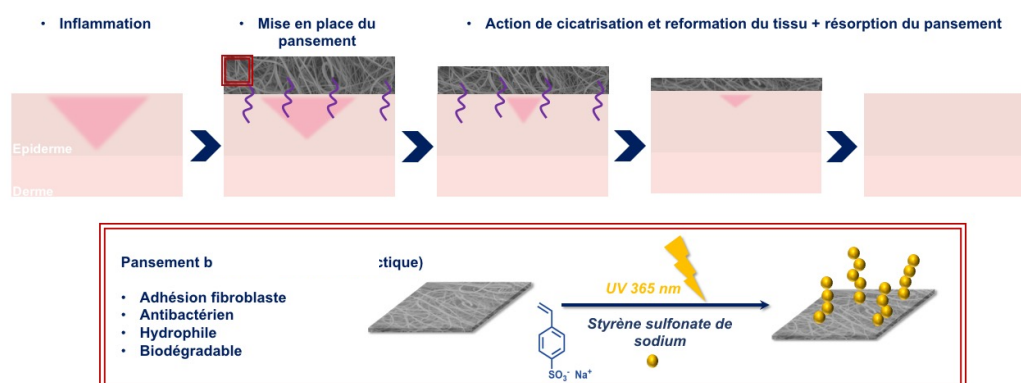 • Inflammation
• Mise en place du
pansement
• Action de cicatrisation et reformation du tissu + résorption du pansement
Epiderme
Derme
Pansement b ctique)
• Adhésion fibroblaste
• Antibactérien
• Hydrophile
• Biodégradable
UV 365 nm
Styrène sulfonate de
sodium
SO₃⁻ Na⁺